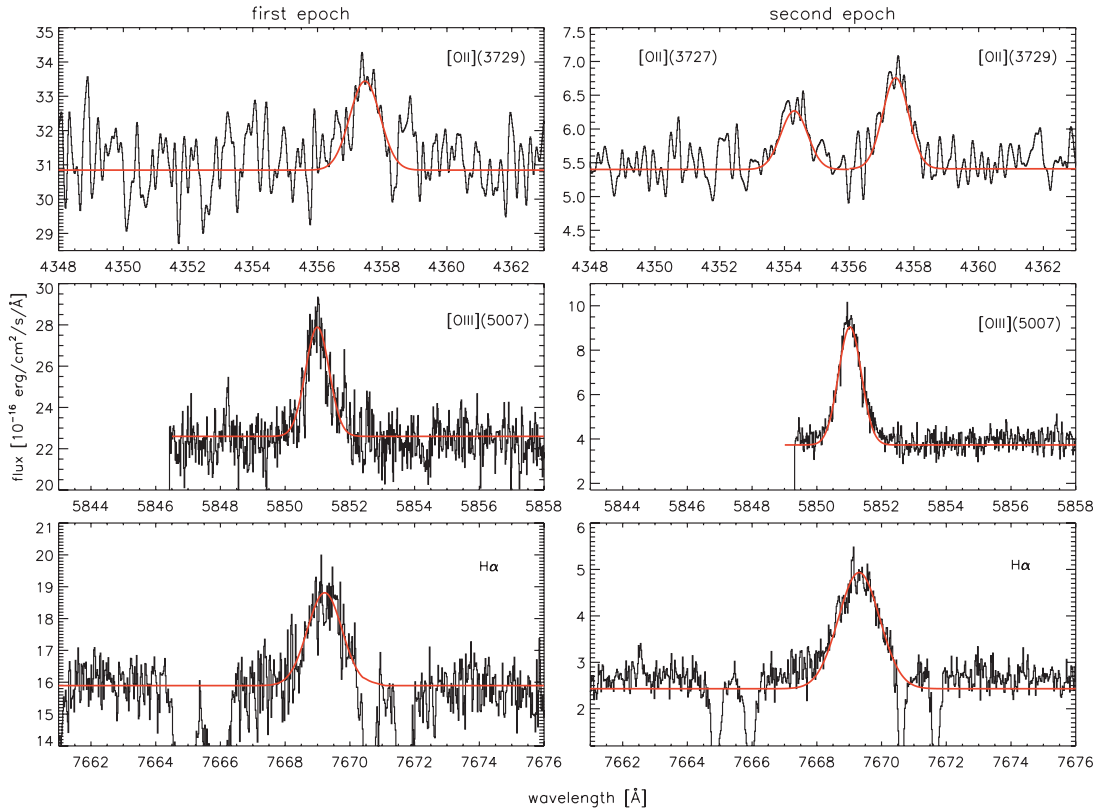 first epoch
second epoch
[OII](3729)
35
34
33
32
31
30
29
4348 4350 4352 4354 4356 4358 4360 4362
[OII](3727)
[OII](3729)
7.5
7.0
6.5
6.0
5.5
5.0
4.5
4348 4350 4352 4354 4356 4358 4360 4362
[OIII](5007)
30
28
26
24
22
20
5844 5846 5848 5850 5852 5854 5856 5858
[OIII](5007)
10
8
6
4
2
5844 5846 5848 5850 5852 5854 5856 5858
Hα
21
20
19
18
17
16
15
14
7662 7664 7666 7668 7670 7672 7674 7676
Hα
6
5
4
3
2
7662 7664 7666 7668 7670 7672 7674 7676
flux [10⁻¹⁶ erg/cm²/s/Å]
wavelength [Å]